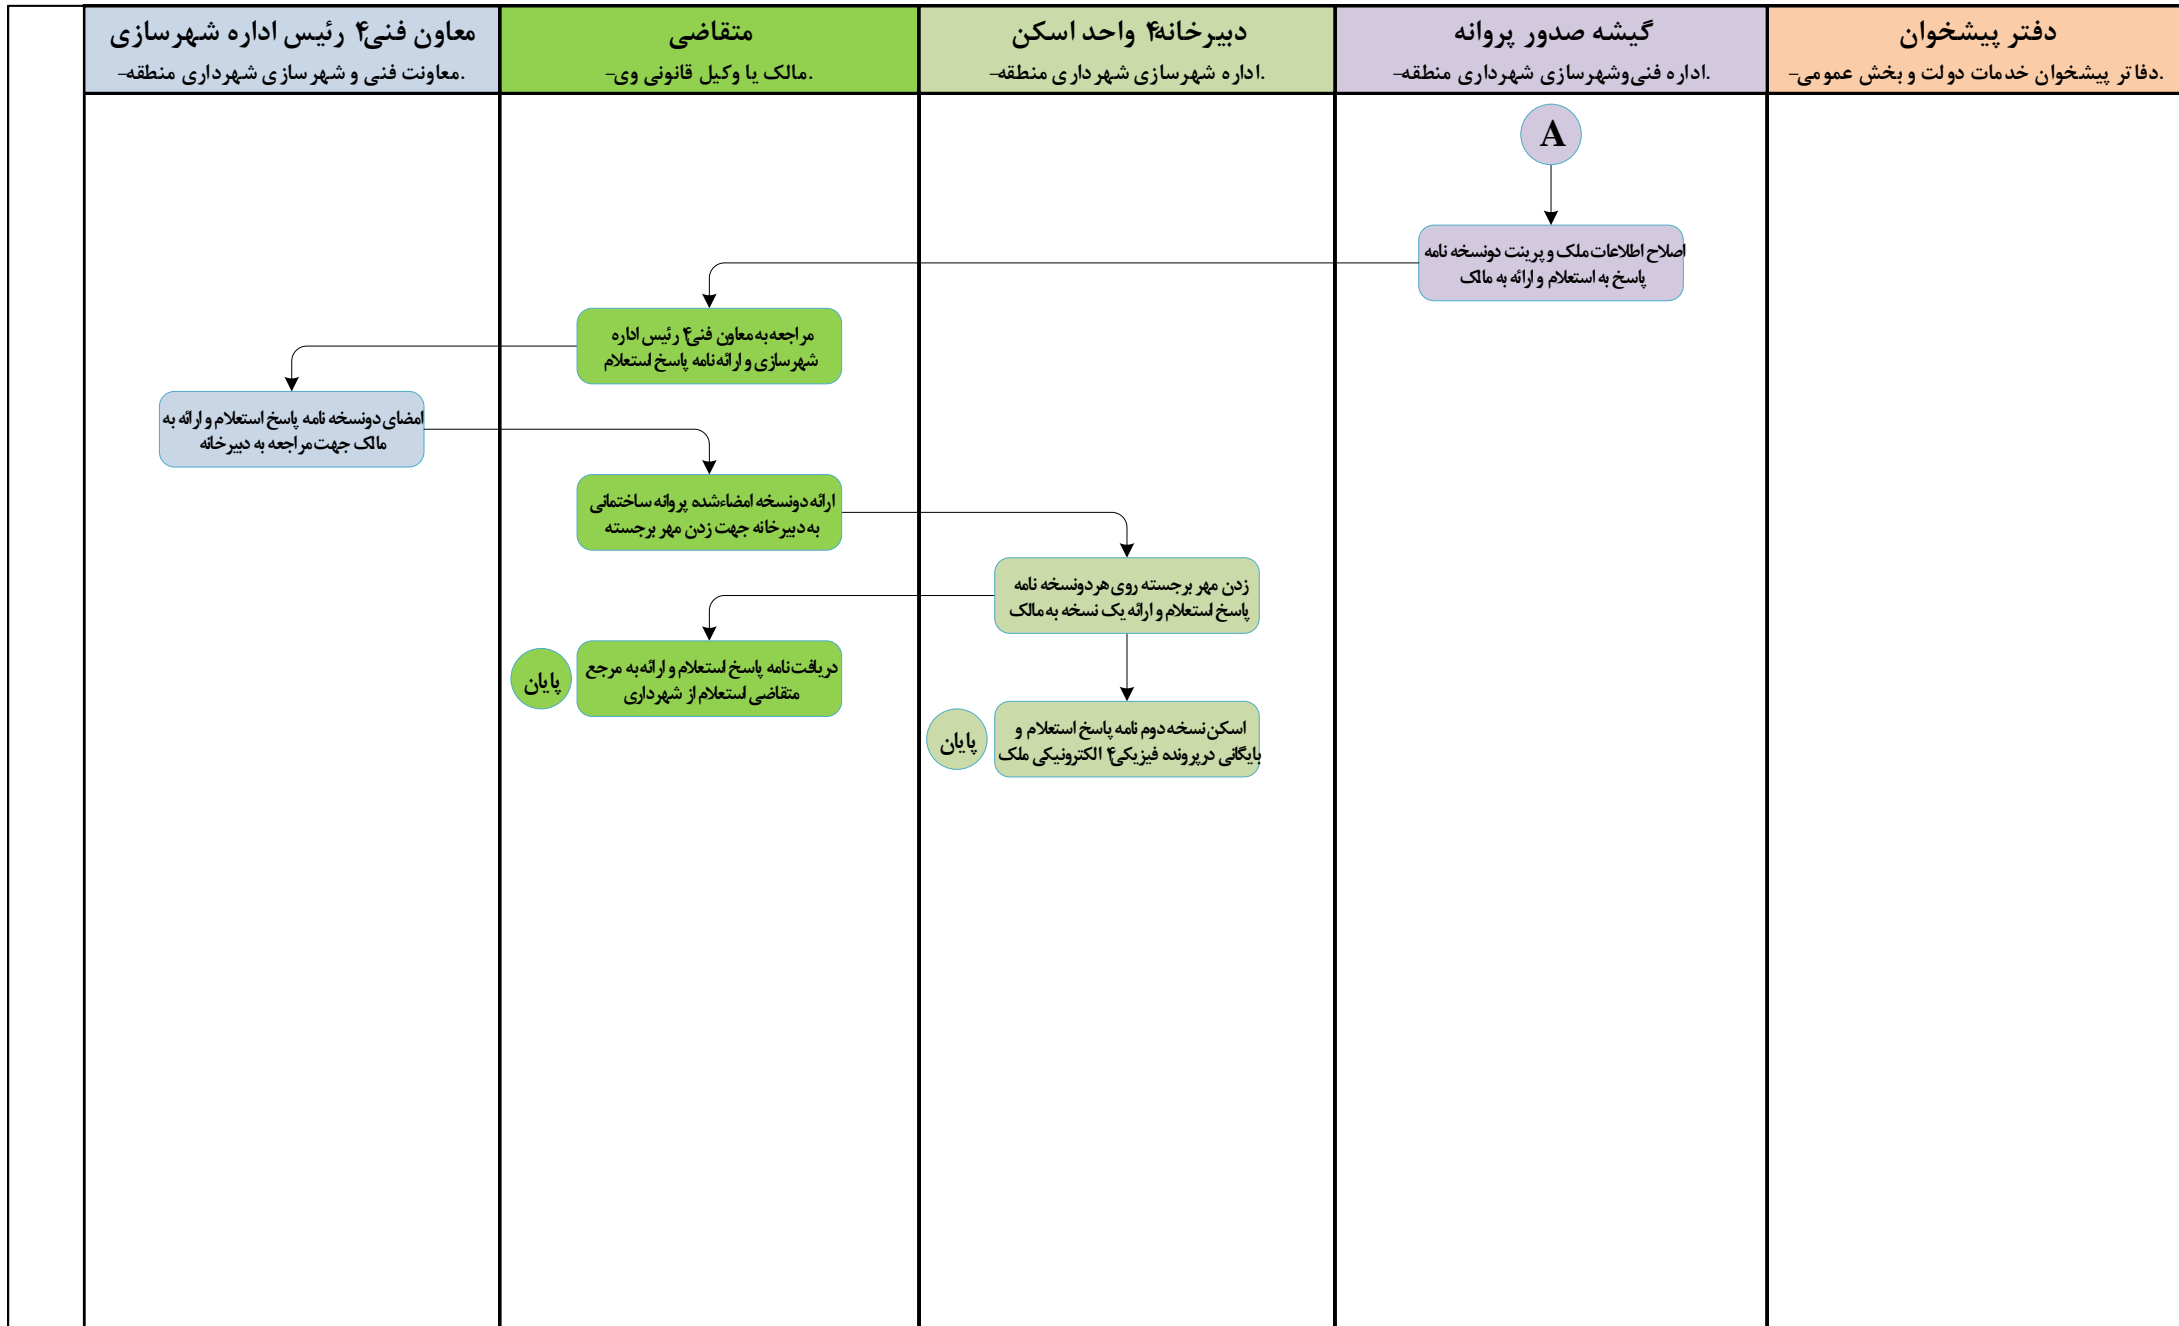 دفتر پیشخوان
دفاتر پیشخوان خدمات دولت و بخش عمومی-.
گیشه صدور پروانه
اداره فنی‌وشهرسازی شهرداری منطقه-.
دبیرخانه۴ واحد اسکن
اداره شهرسازی شهرداری منطقه-.
متقاضی
مالک یا وکیل قانونی وی-.
معاون فنی۴ رئیس اداره شهرسازی
معاونت فنی و شهرسازی شهرداری منطقه-.
A
اصلاح اطلاعات ملک و پرینت دونسخه نامه
پاسخ به استعلام و ارائه به مالک
مراجعه به معاون فنی۴ رئیس اداره
شهرسازی و ارائه نامه پاسخ استعلام
امضای دونسخه نامه پاسخ استعلام و ارائه به
مالک جهت مراجعه به دبیرخانه
ارائه دونسخه امضاءشده پروانه ساختمانی
به دبیرخانه جهت زدن مهر برجسته
زدن مهر برجسته روی هردونسخه نامه
پاسخ استعلام و ارائه یک نسخه به مالک
دریافت نامه پاسخ استعلام و ارائه به مرجع
متقاضی استعلام از شهرداری
پایان
اسکن نسخه دوم نامه پاسخ استعلام و
بایگانی درپرونده فیزیکی۴ الکترونیکی ملک
پایان